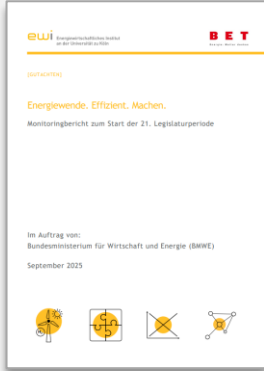 ewi Energiewirtschaftliches Institut
an der Universität zu Köln
BET
[GUTACHTEN]
Energiewende. Effizient. Machen.
Monitoringbericht zum Start der 21. Legislaturperiode
Im Auftrag von:
Bundesministerium für Wirtschaft und Energie (BMWE)
September 2025